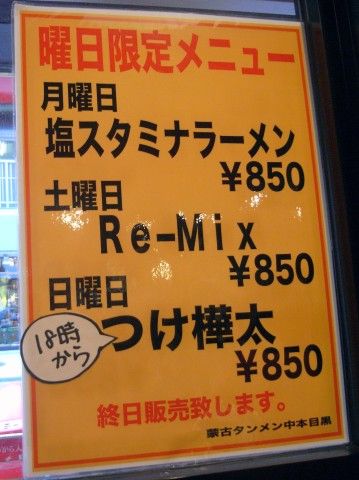 曜日限定メニュー
月曜日
塩スタミナラーメン
¥850
土曜日
Re-Mix
¥850
日曜日
18時から
つけ樺太
¥850
終日販売致します。
蒙古タンメン中本目黒